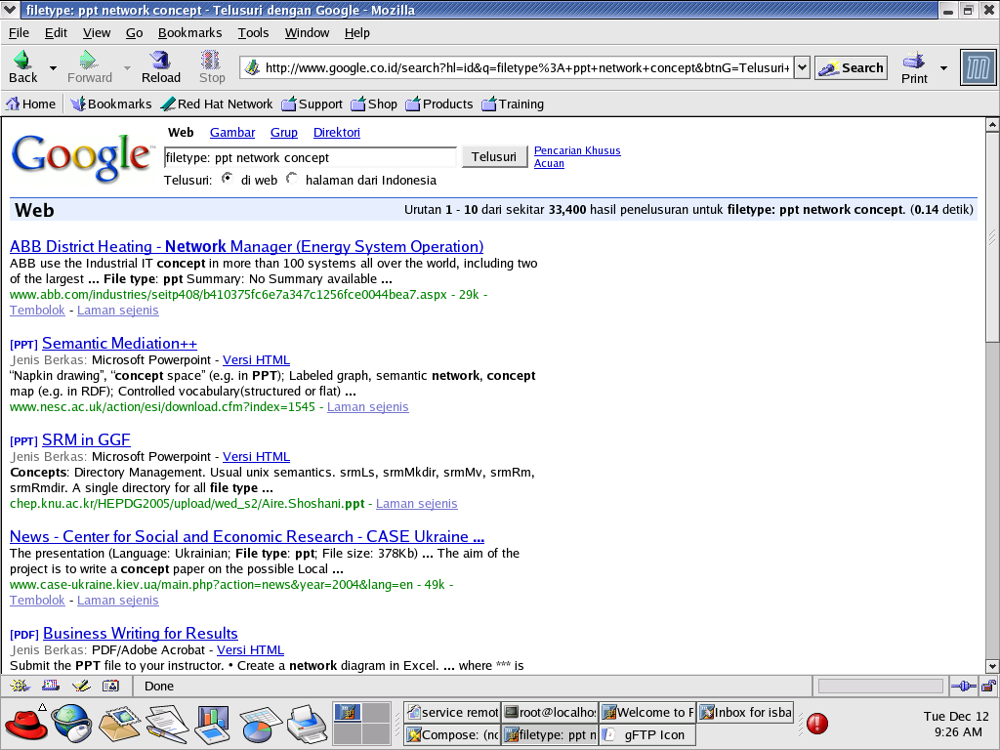 filetype: ppt network concept - Telusuri dengan Google - Mozilla
File Edit View Go Bookmarks Tools Window Help
Back Forward Reload Stop http://www.google.co.id/search?hl=id&q=filetype%3A+ppt+network+concept&btnG=Telusuri+ Search Print
Home Bookmarks Red Hat Network Support Shop Products Training
Web Gambar Grup Direktori
Google™ filetype: ppt network concept Telusuri Pencarian Khusus
Acuan
Telusuri: di web halaman dari Indonesia
Web Urutan 1 - 10 dari sekitar 33,400 hasil penelusuran untuk filetype: ppt network concept. (0.14 detik)
ABB District Heating - Network Manager (Energy System Operation)
ABB use the Industrial IT concept in more than 100 systems all over the world, including two
of the largest ... File type: ppt Summary: No Summary available ...
www.abb.com/industries/seitp408/b410375fc6e7a347c1256fce0044bea7.aspx - 29k -
Tembolok - Laman sejenis
[PPT] Semantic Mediation++
Jenis Berkas: Microsoft Powerpoint - Versi HTML
“Napkin drawing”, “concept space” (e.g. in PPT); Labeled graph, semantic network, concept
map (e.g. in RDF); Controlled vocabulary(structured or flat) ...
www.nesc.ac.uk/action/esi/download.cfm?index=1545 - Laman sejenis
[PPT] SRM in GGF
Jenis Berkas: Microsoft Powerpoint - Versi HTML
Concepts: Directory Management. Usual unix semantics. srmLs, srmMkdir, srmMv, srmRm,
srmRmdir. A single directory for all file type ...
chep.knu.ac.kr/HEPDG2005/upload/wed_s2/Aire.Shoshani.ppt - Laman sejenis
News - Center for Social and Economic Research - CASE Ukraine ...
The presentation (Language: Ukrainian; File type: ppt; File size: 378Kb) ... The aim of the
project is to write a concept paper on the possible Local ...
www.case-ukraine.kiev.ua/main.php?action=news&year=2004&lang=en - 49k -
Tembolok - Laman sejenis
[PDF] Business Writing for Results
Jenis Berkas: PDF/Adobe Acrobat - Versi HTML
Submit the PPT file to your instructor. • Create a network diagram in Excel. ... where *** is
Done
service remot root@localhos Welcome to F Inbox for isba
Compose: (no filetype: ppt n gFTP Icon
Tue Dec 12
9:26 AM